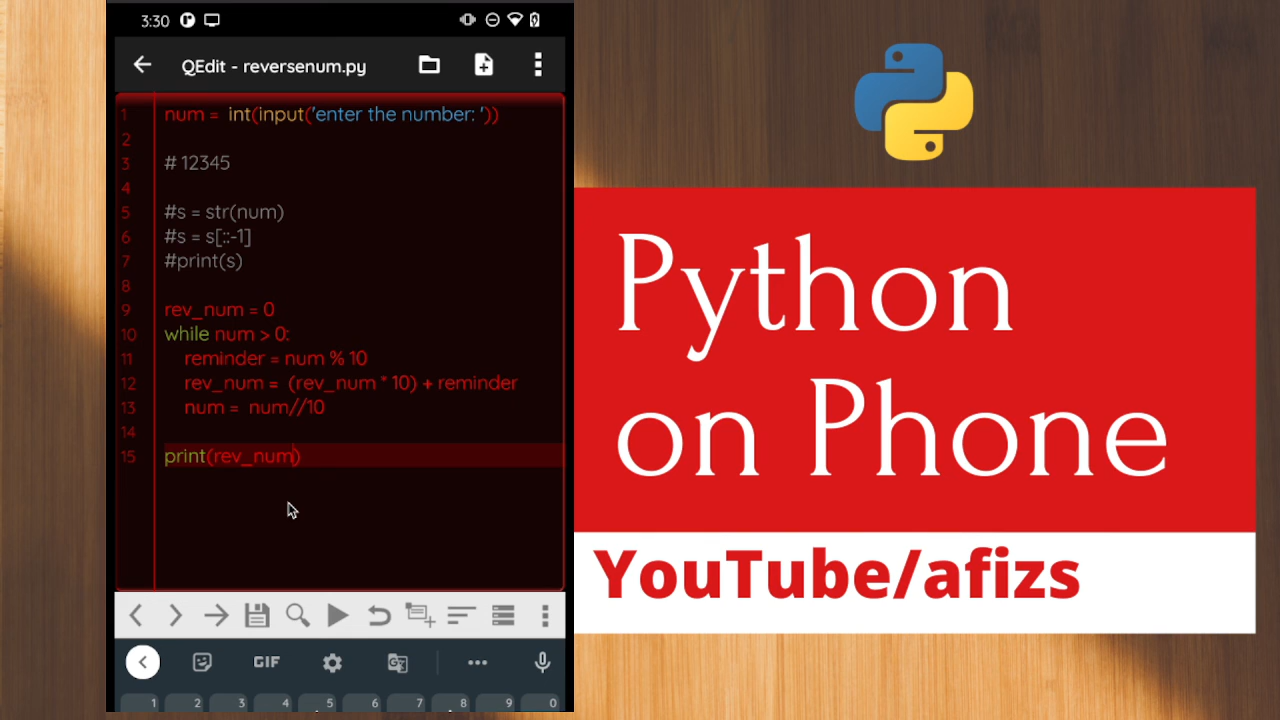 3:30
QEdit - reversenum.py
1 num = int(input('enter the number: '))
2
3 # 12345
4
5 #s = str(num)
6 #s = s[::-1]
7 #print(s)
8
9 rev_num = 0
10 while num > 0:
11 reminder = num % 10
12 rev_num = (rev_num * 10) + reminder
13 num = num//10
14
15 print(rev_num)
GIF
1 2 3 4 5 6 7 8 9 0
Python
on Phone
YouTube/afizs